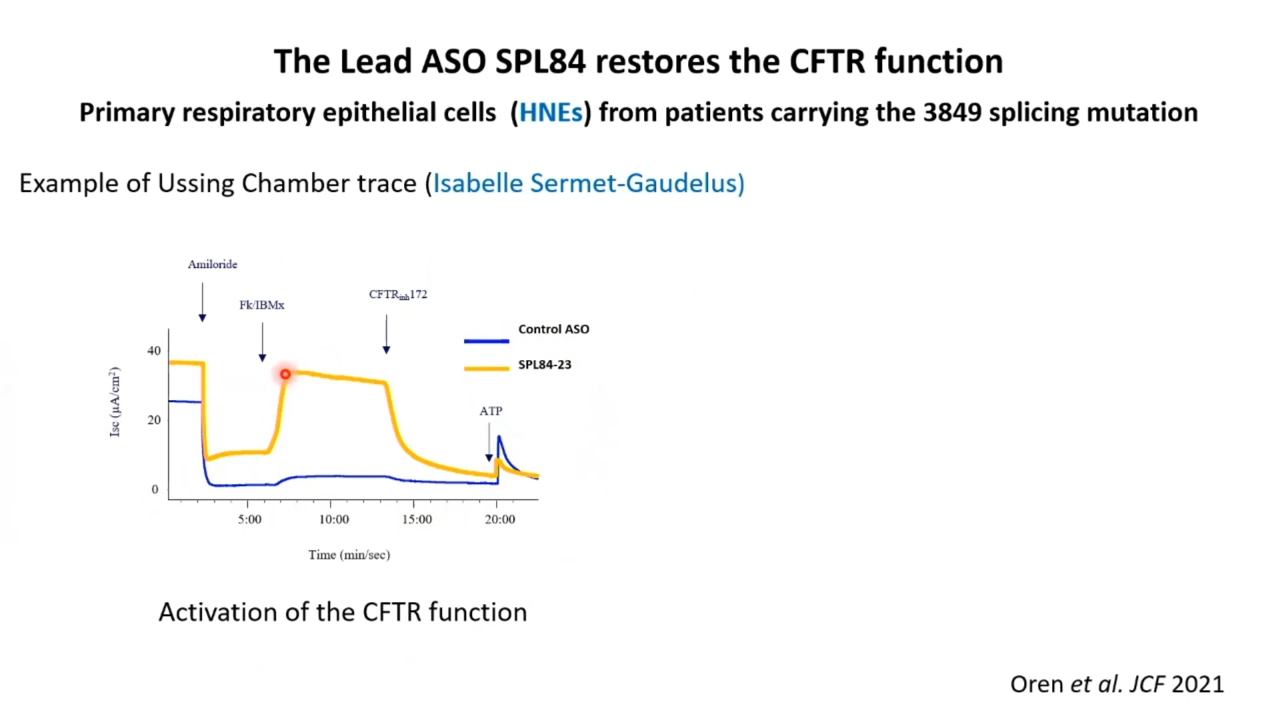 The Lead ASO SPL84 restores the CFTR function
Primary respiratory epithelial cells (HNEs) from patients carrying the 3849 splicing mutation
Example of Ussing Chamber trace (Isabelle Sermet-Gaudelus)
Amiloride
Fk/IBMx
CFTRinh172
Control ASO
SPL84-23
ATP
Isc (µA/cm²)
40
20
0
5:00 10:00 15:00 20:00
Time (min/sec)
Activation of the CFTR function
Oren et al. JCF 2021